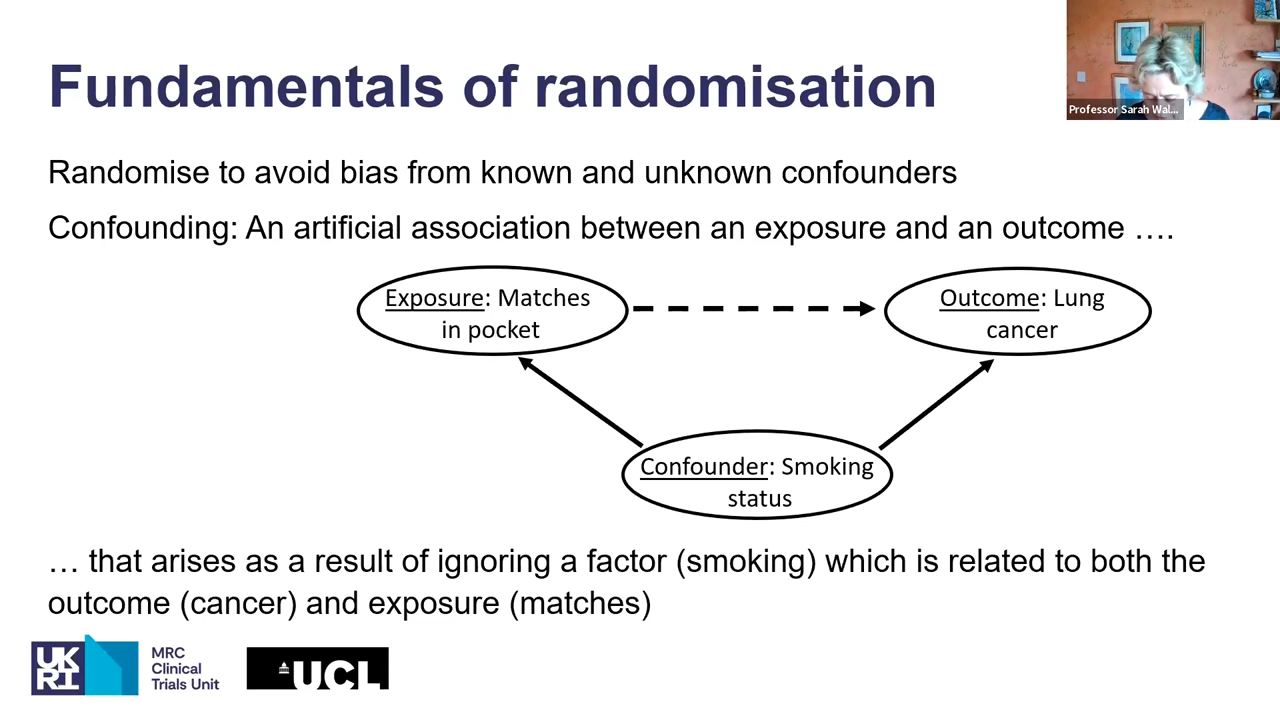 Fundamentals of randomisation
Professor Sarah Wal...
Randomise to avoid bias from known and unknown confounders
Confounding: An artificial association between an exposure and an outcome ….
Exposure: Matches
in pocket
Outcome: Lung
cancer
Confounder: Smoking
status
… that arises as a result of ignoring a factor (smoking) which is related to both the
outcome (cancer) and exposure (matches)
UK
RI
MRC
Clinical
Trials Unit
UCL